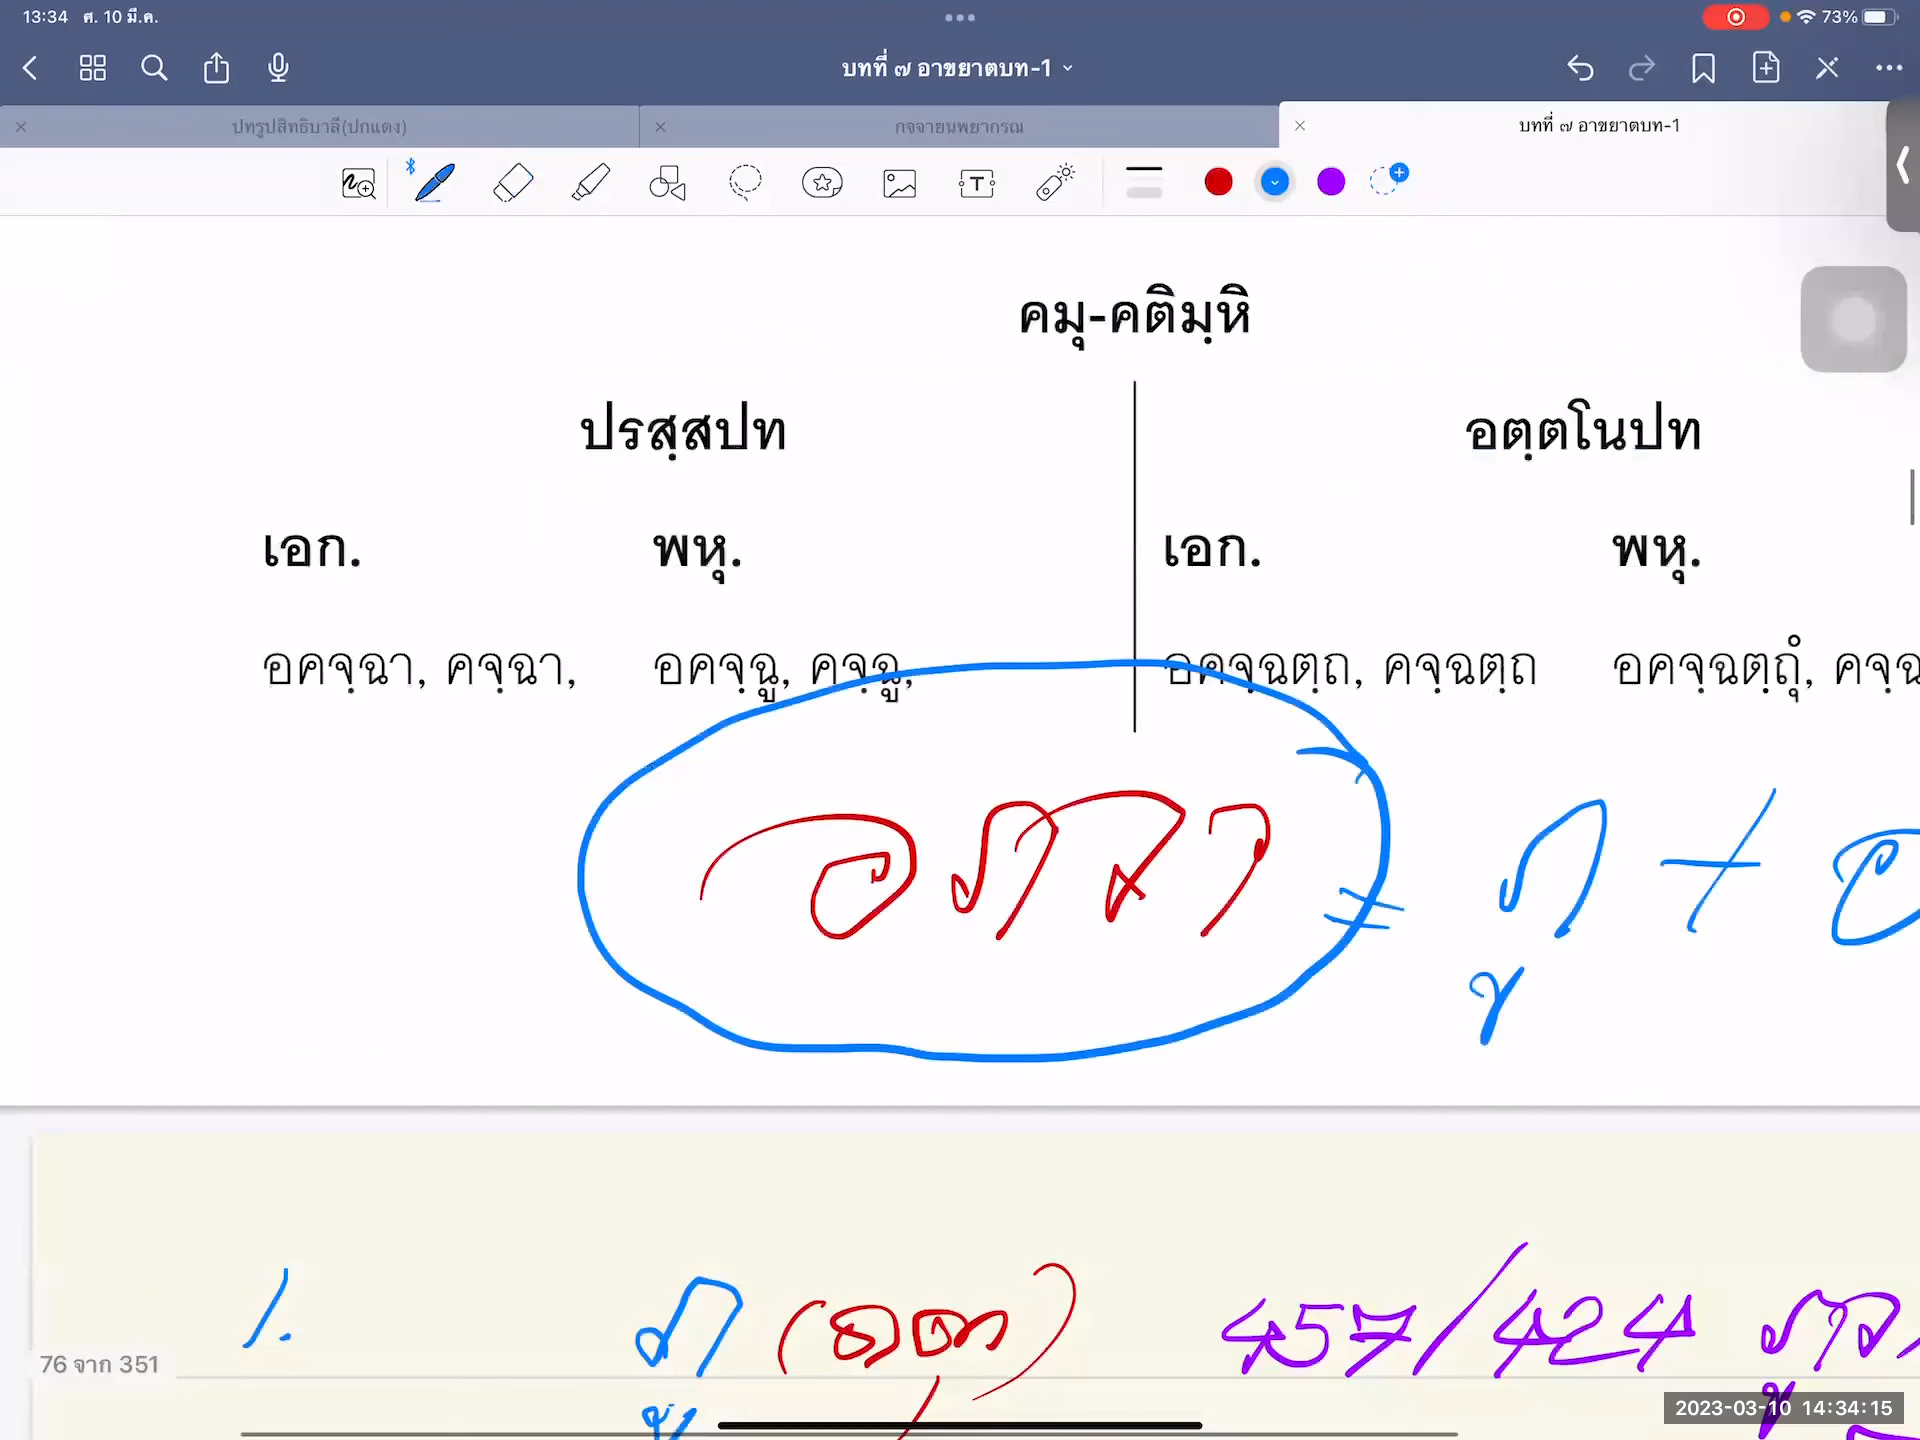 13:34 ศ. 10 มี.ค. 73%
บทที่ ๗ อาขยาตบท-1
ปทรูปสิทธิบาลี(ปกแดง) กจจายนพยากรณ บทที่ ๗ อาขยาตบท-1
คมุ-คติมฺหิ
ปรสฺสปท อตฺตโนปท
เอก. พหุ. เอก. พหุ.
อคจฺฉา, คจฺฉา, อคจฺฉู, คจฺฉู, อคจฺฉตฺถ, คจฺฉตฺถ อคจฺฉตฺถุํ, คจฺฉ
=
1. 457/424
76 จาก 351
2023-03-10 14:34:15